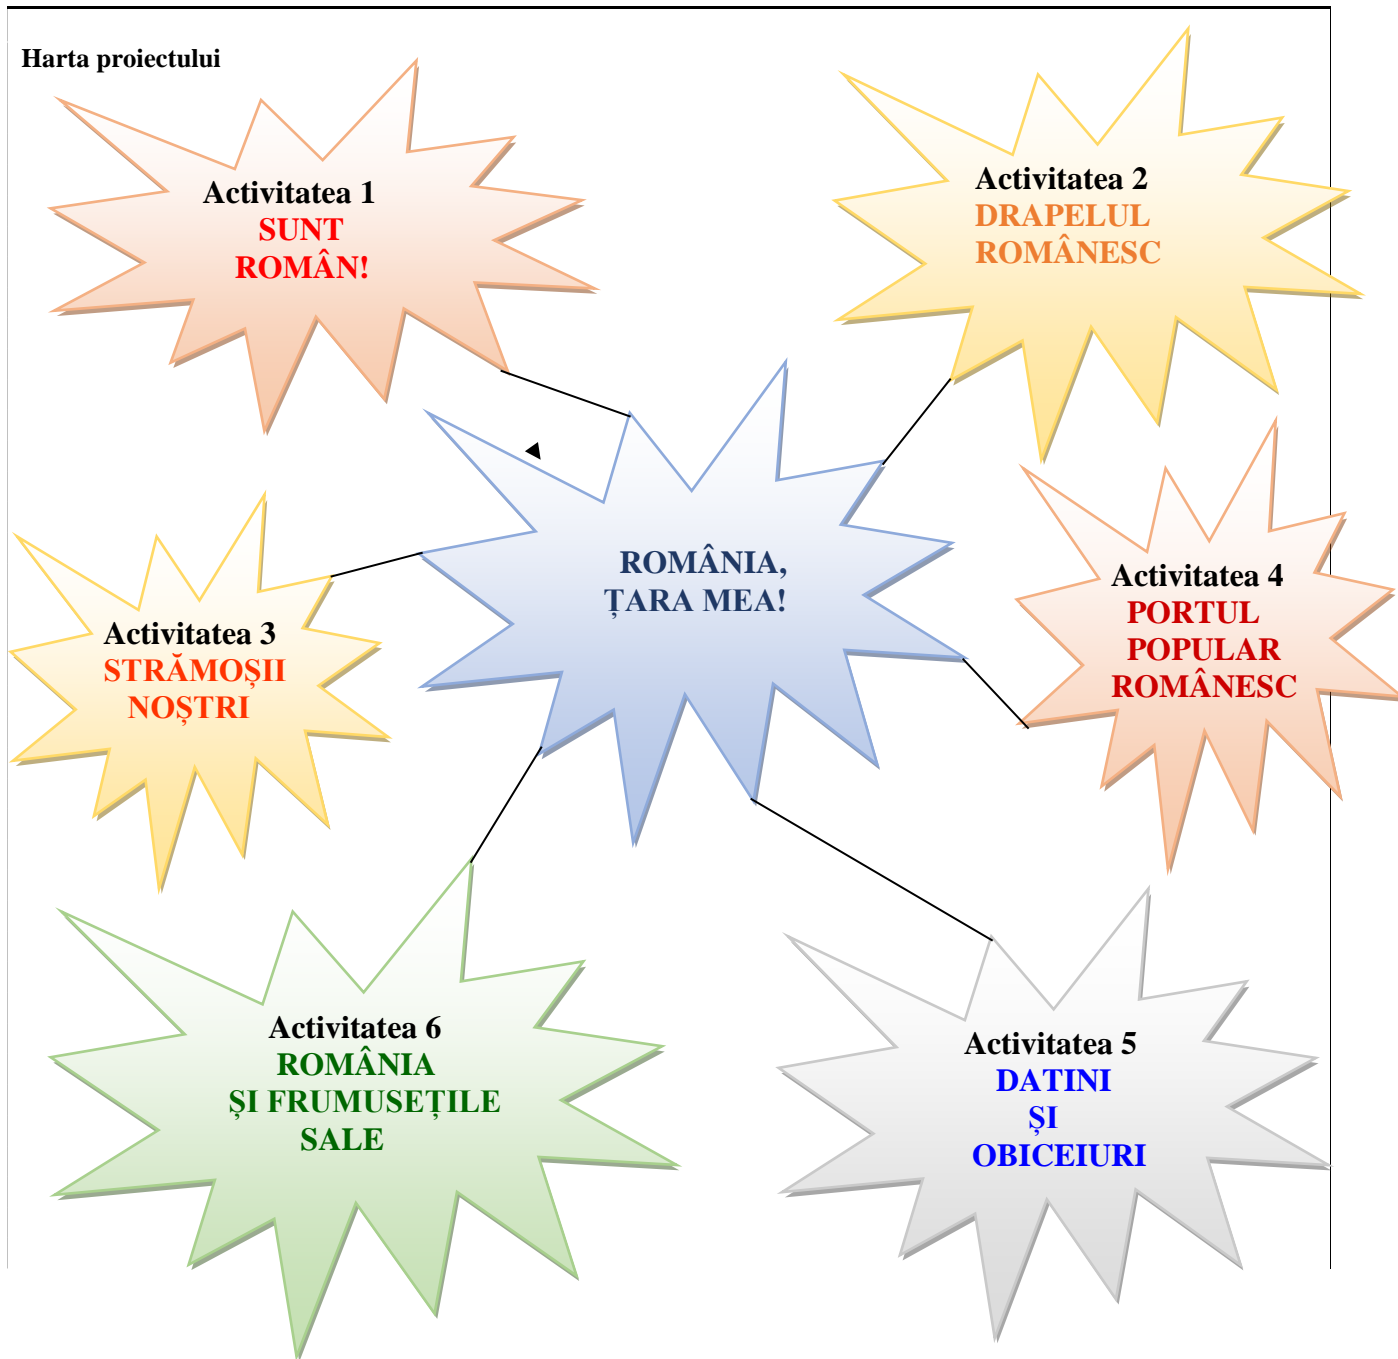 Harta proiectului
Activitatea 1
SUNT
ROMÂN!
Activitatea 2
DRAPELUL
ROMÂNESC
ROMÂNIA,
ȚARA MEA!
Activitatea 3
STRĂMOȘII
NOȘTRI
Activitatea 4
PORTUL
POPULAR
ROMÂNESC
Activitatea 6
ROMÂNIA
ȘI FRUMUSEȚILE
SALE
Activitatea 5
DATINI
ȘI
OBICEIURI